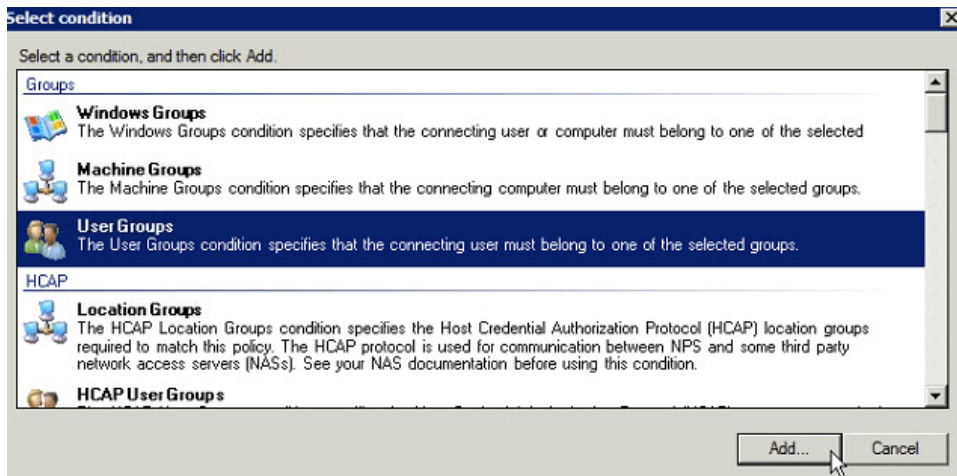 Select condition
Select a condition, and then click Add.
Groups
Windows Groups
The Windows Groups condition specifies that the connecting user or computer must belong to one of the selected
Machine Groups
The Machine Groups condition specifies that the connecting computer must belong to one of the selected groups.
User Groups
The User Groups condition specifies that the connecting user must belong to one of the selected groups.
HCAP
Location Groups
The HCAP Location Groups condition specifies the Host Credential Authorization Protocol (HCAP) location groups
required to match this policy. The HCAP protocol is used for communication between NPS and some third party
network access servers (NASs). See your NAS documentation before using this condition.
HCAP User Groups
Add...
Cancel